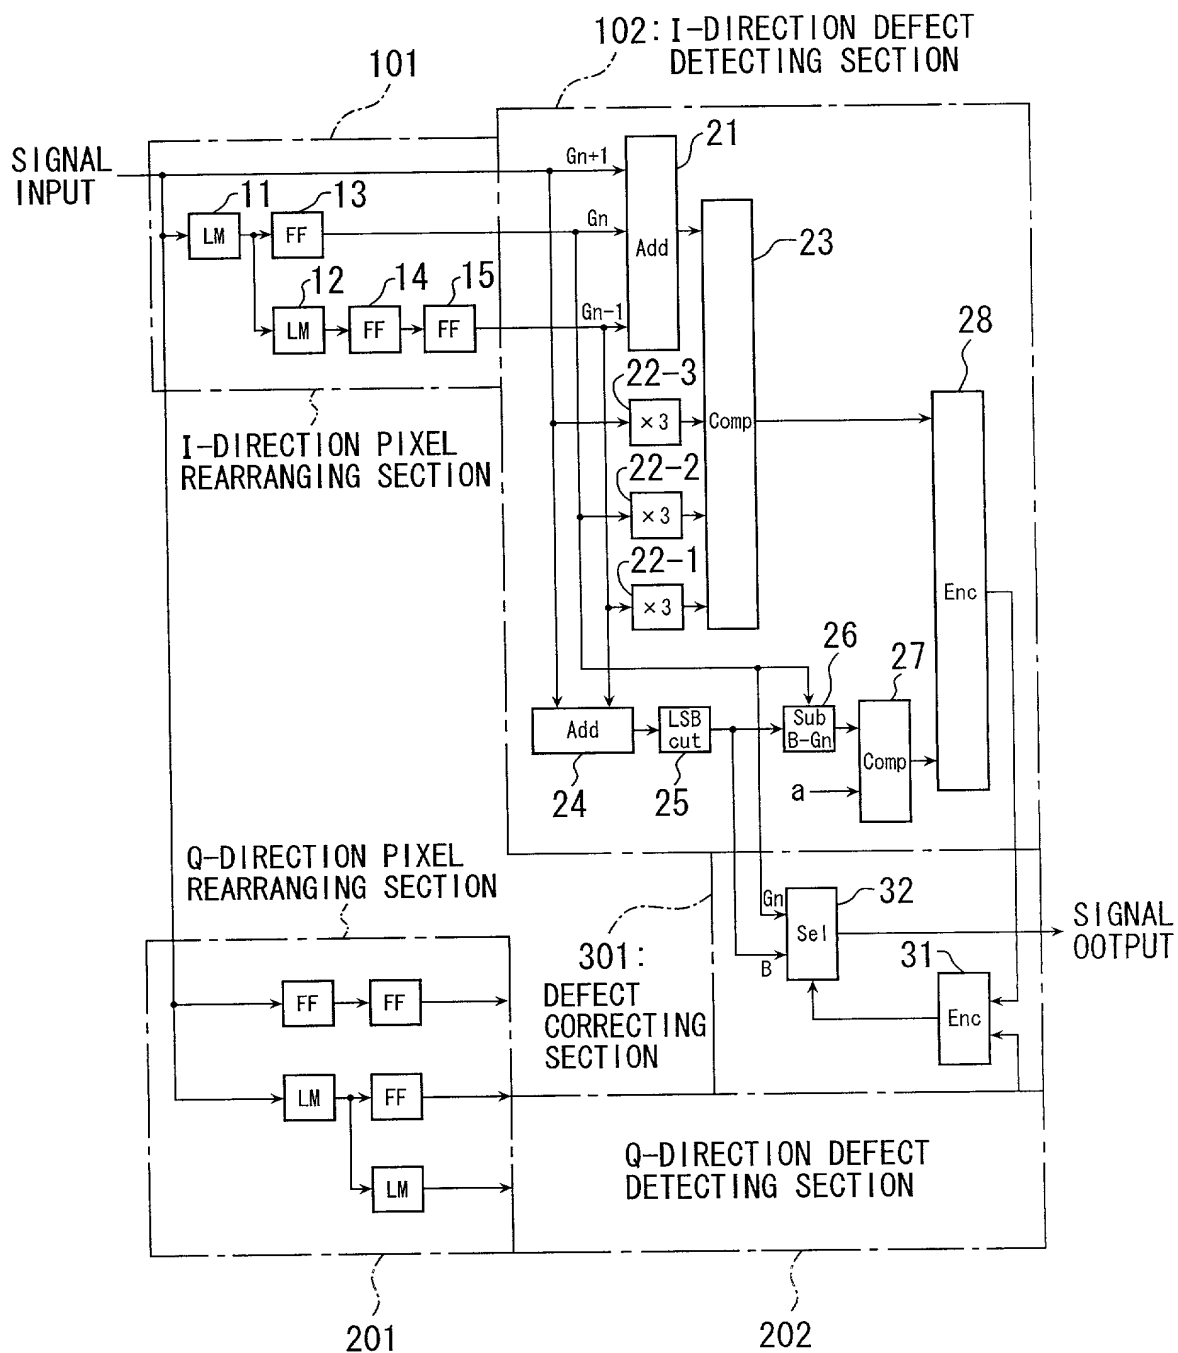 102: I-DIRECTION DEFECT
DETECTING SECTION
101
SIGNAL
INPUT
21
Gn+1
11
13
LM
FF
Gn
Add
23
12
14
15
LM
FF
FF
Gn-1
28
22-3
×3
Comp
I-DIRECTION PIXEL
REARRANGING SECTION
22-2
×3
22-1
×3
Enc
26
27
Add
LSB
cut
Sub
B-Gn
Comp
24
25
a
Q-DIRECTION PIXEL
REARRANGING SECTION
Gn
32
Sel
SIGNAL
OOTPUT
B
301:
DEFECT
CORRECTING
SECTION
31
Enc
FF
FF
LM
FF
LM
Q-DIRECTION DEFECT
DETECTING SECTION
201
202